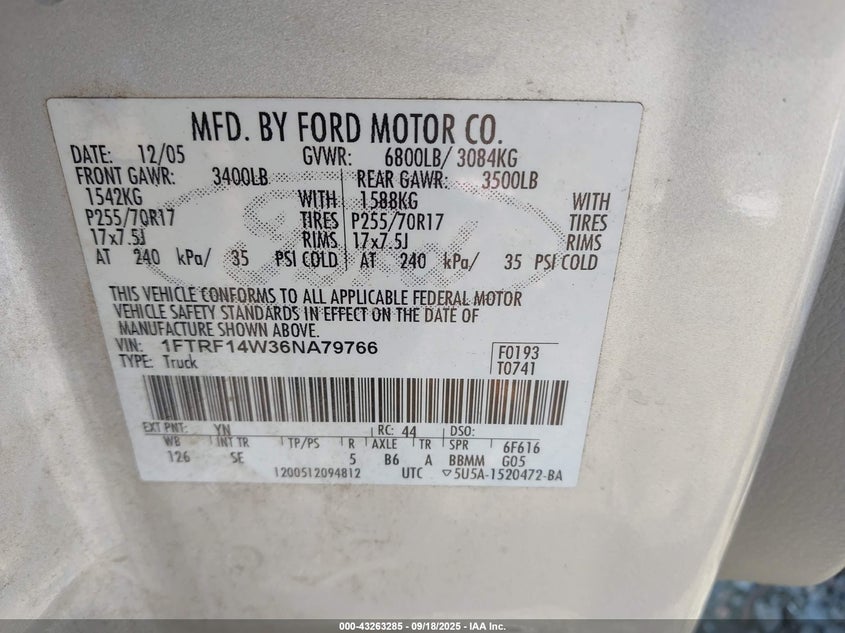 MFD. BY FORD MOTOR CO.
DATE: 12/05 GVWR: 6800LB/ 3084KG
FRONT GAWR: 3400LB REAR GAWR: 3500LB
1542KG WITH 1588KG WITH
P255/70R17 TIRES P255/70R17 TIRES
17x7.5J RIMS 17x7.5J RIMS
AT 240 kPa/ 35 PSI COLD AT 240 kPa/ 35 PSI COLD
THIS VEHICLE CONFORMS TO ALL APPLICABLE FEDERAL MOTOR
VEHICLE SAFETY STANDARDS IN EFFECT ON THE DATE OF
MANUFACTURE SHOWN ABOVE.
VIN: 1FTRF14W36NA79766 F0193
TYPE: Truck T0741
EXT PNT: YN RC: 44 DSO:
WB INT TR TP/PS R AXLE TR SPR 6F616
126 SE 5 B6 A BBMM G05
1200512094812 UTC ▽5U5A-1520472-BA
000-43263285 - 09/18/2025 - IAA Inc.